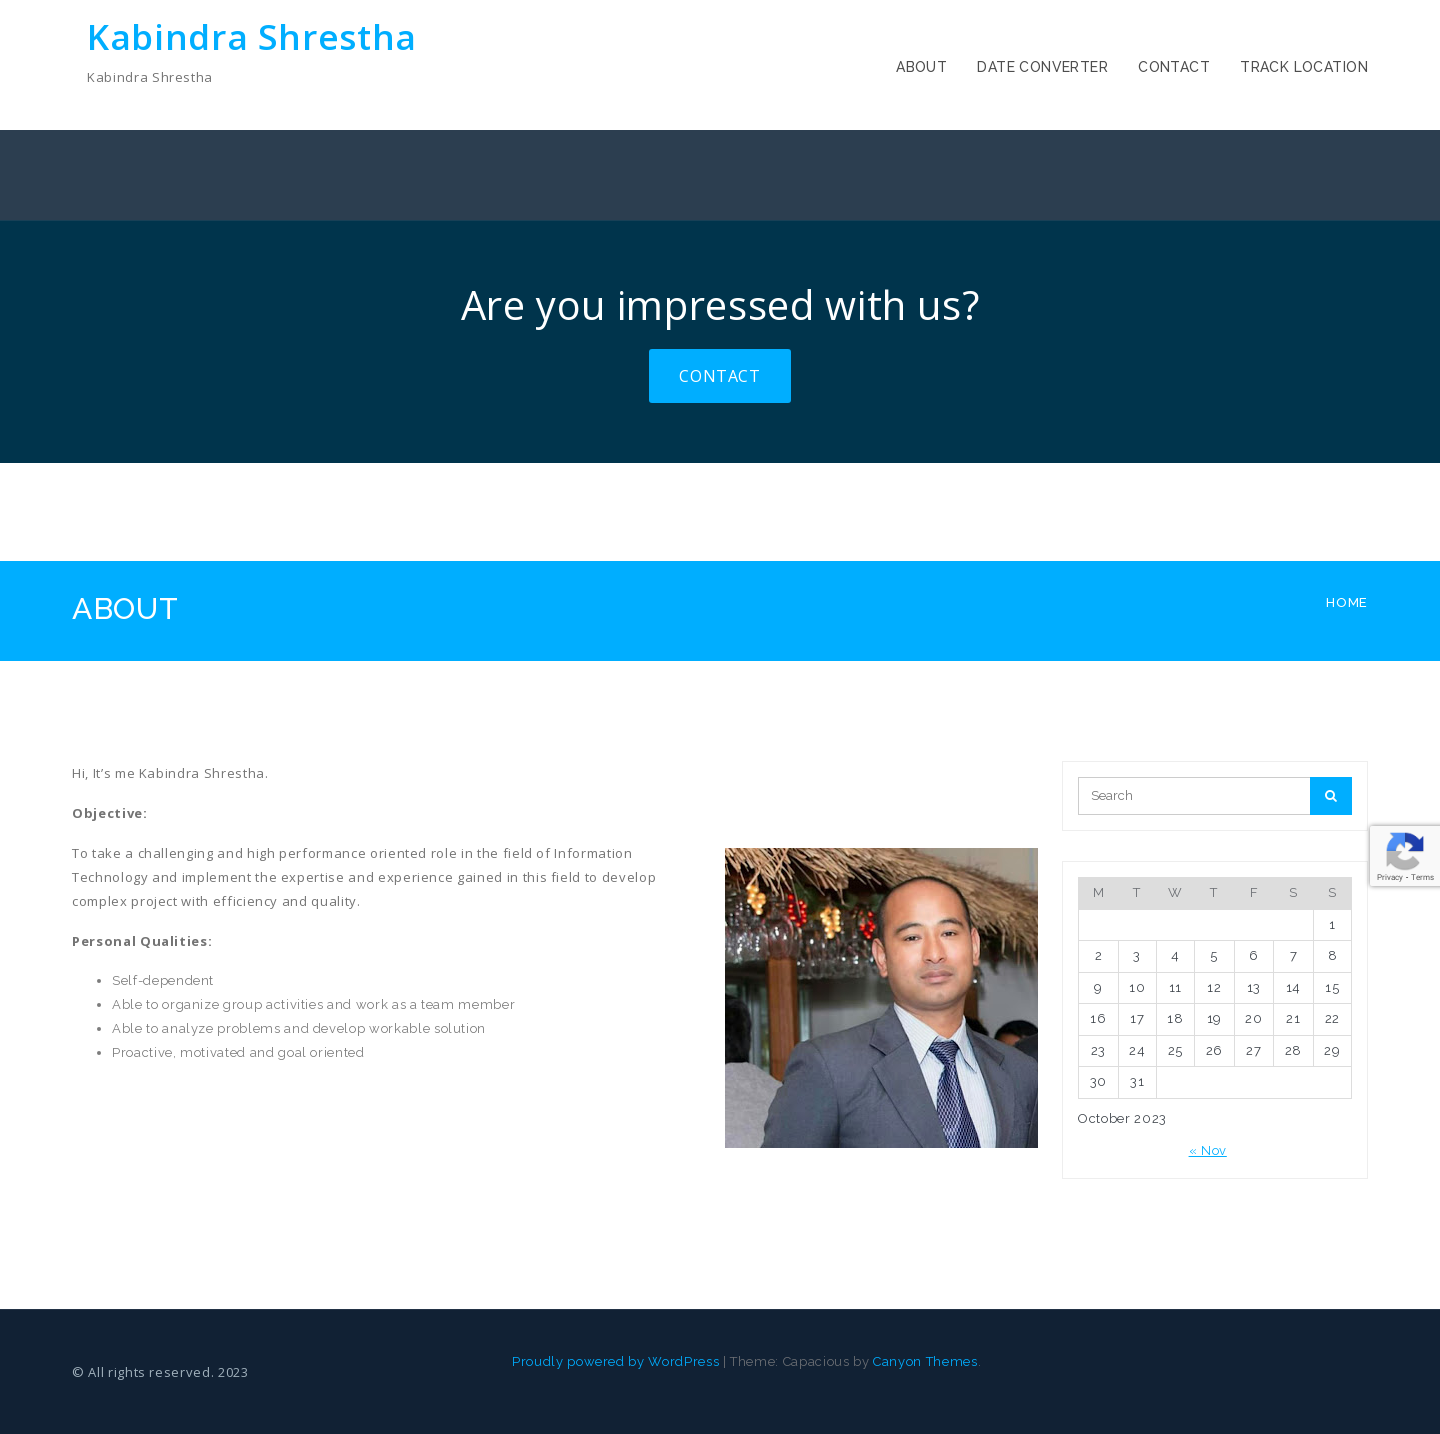 Kabindra Shrestha
Kabindra Shrestha
ABOUT DATE CONVERTER CONTACT TRACK LOCATION
Are you impressed with us?
CONTACT
ABOUT
HOME
Hi, It’s me Kabindra Shrestha.
Objective:
To take a challenging and high performance oriented role in the field of Information
Technology and implement the expertise and experience gained in this field to develop
complex project with efficiency and quality.
Personal Qualities:
Self-dependent
Able to organize group activities and work as a team member
Able to analyze problems and develop workable solution
Proactive, motivated and goal oriented
Search
Privacy - Terms
M T W T F S S
1
2 3 4 5 6 7 8
9 10 11 12 13 14 15
16 17 18 19 20 21 22
23 24 25 26 27 28 29
30 31
October 2023
« Nov
© All rights reserved. 2023
Proudly powered by WordPress | Theme: Capacious by Canyon Themes.